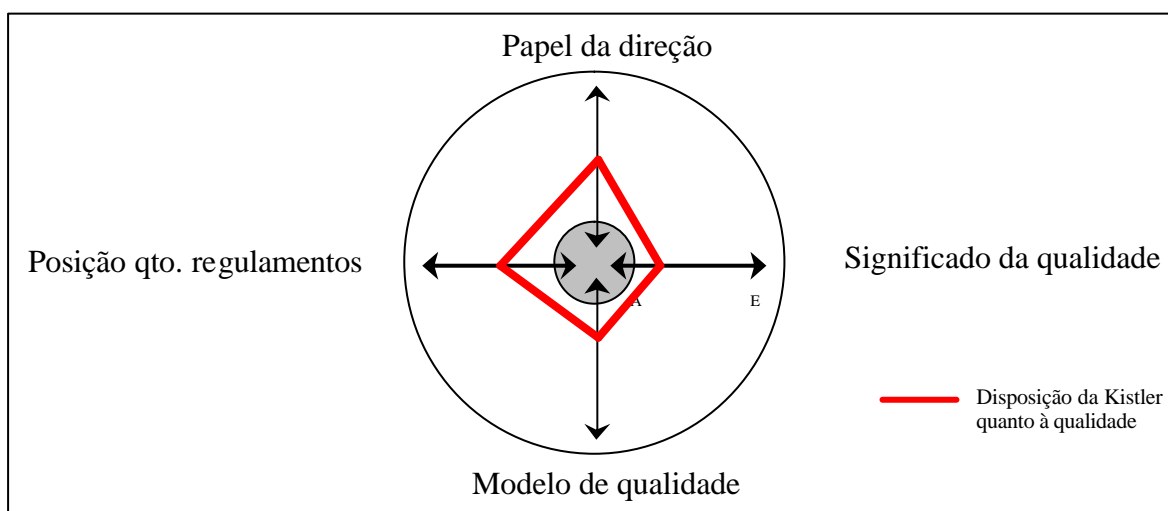 Papel da direção
Posição qto. regulamentos
Significado da qualidade
A
E
Disposição da Kistler
quanto à qualidade
Modelo de qualidade